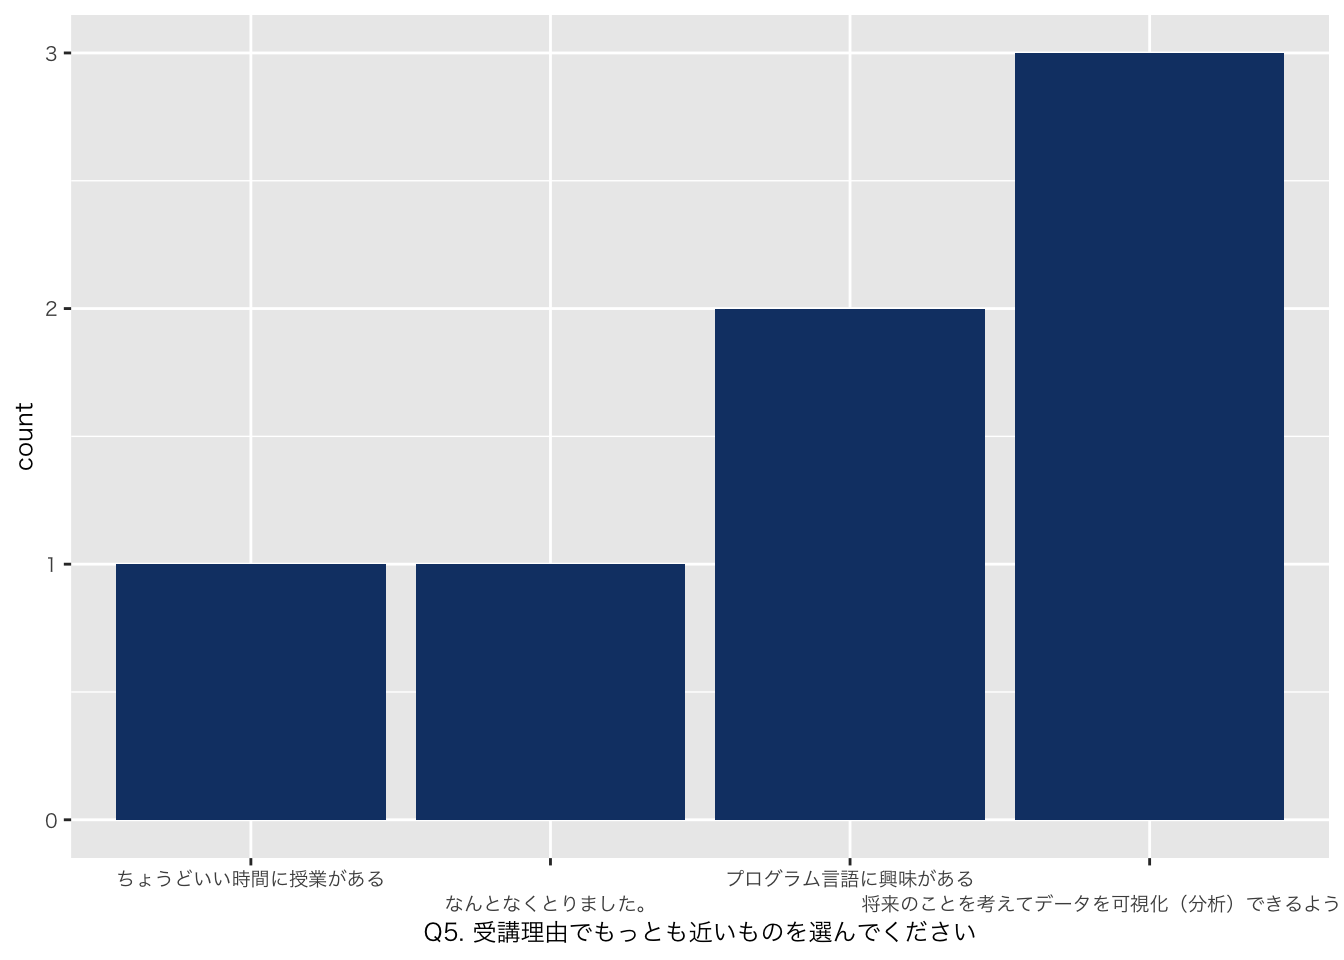 3
2
1
0
count
ちょうどいい時間に授業がある
なんとなくとりました。
プログラム言語に興味がある
将来のことを考えてデータを可視化（分析）できるよう
Q5. 受講理由でもっとも近いものを選んでください